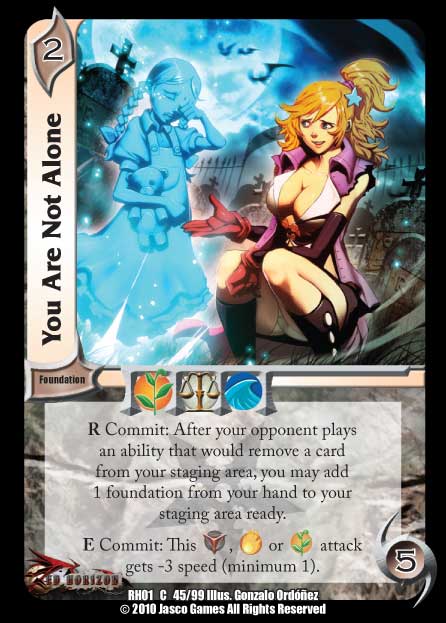 2
You Are Not Alone
Foundation
R Commit: After your opponent plays
an ability that would remove a card
from your staging area, you may add
1 foundation from your hand to your
staging area ready.
E Commit: This , or attack
gets -3 speed (minimum 1).
5
RED HORIZON
RH01 C 45/99 Illus. Gonzalo Ordóñez
© 2010 Jasco Games All Rights Reserved